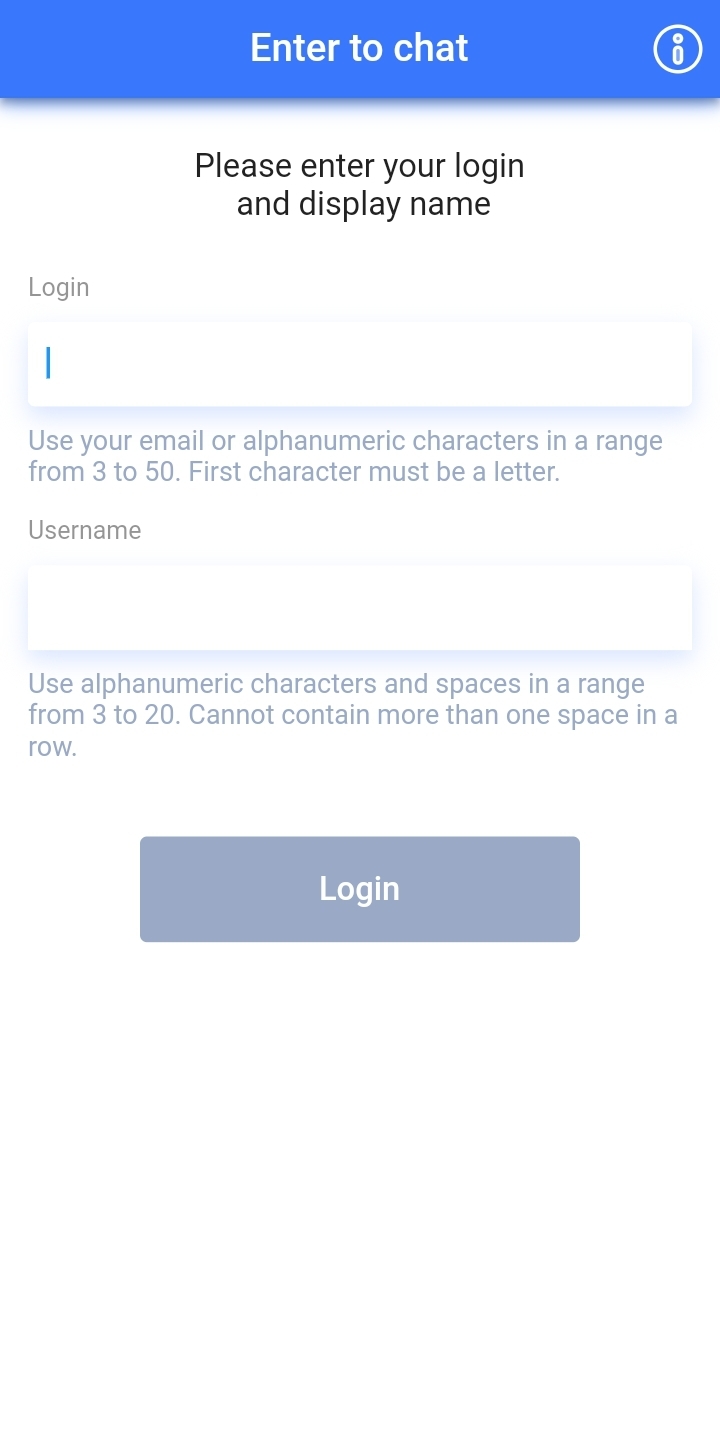 Enter to chat
Please enter your login
and display name
Login
Use your email or alphanumeric characters in a range
from 3 to 50. First character must be a letter.
Username
Use alphanumeric characters and spaces in a range
from 3 to 20. Cannot contain more than one space in a
row.
Login